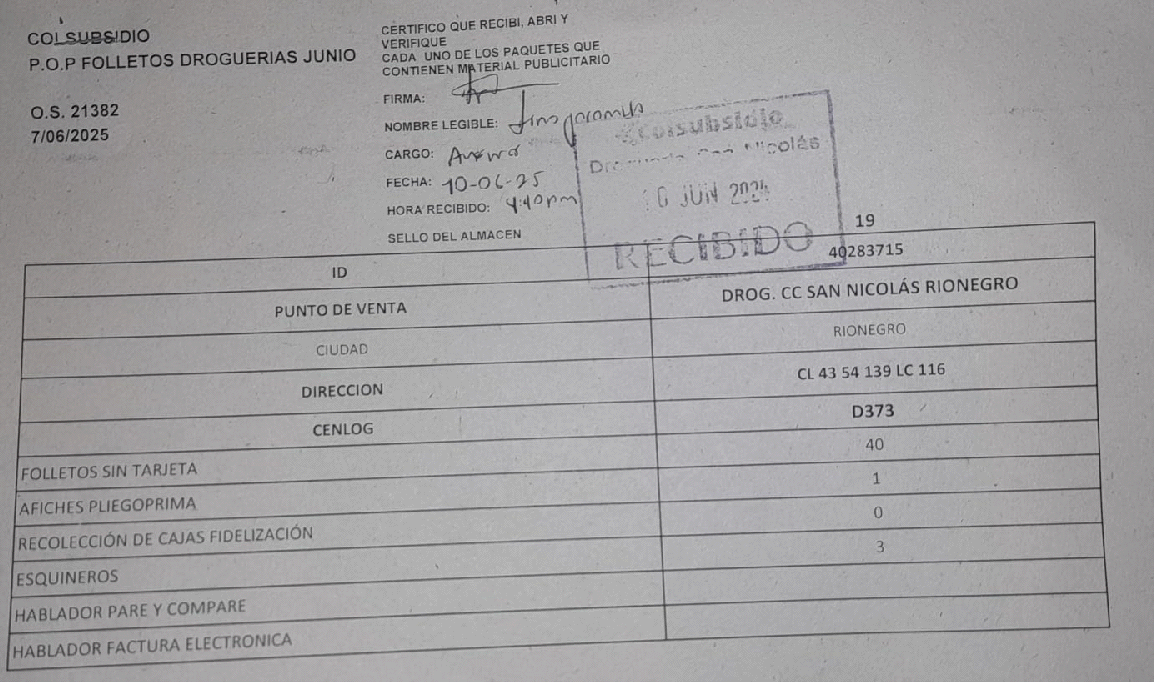 COLSUBSIDIO
P.O.P FOLLETOS DROGUERIAS JUNIO
O.S. 21382
7/06/2025
CERTIFICO QUE RECIBI, ABRI Y
VERIFIQUE
CADA UNO DE LOS PAQUETES QUE
CONTIENEN MATERIAL PUBLICITARIO
FIRMA:
NOMBRE LEGIBLE:
CARGO:
FECHA: 10-06-25
HORA RECIBIDO: 4:40pm
SELLO DEL ALMACEN
Colsubsidio
San Nicolás
JUN
RECIBIDO
19
ID 40283715
PUNTO DE VENTA DROG. CC SAN NICOLÁS RIONEGRO
CIUDAD RIONEGRO
DIRECCION CL 43 54 139 LC 116
CENLOG D373
FOLLETOS SIN TARJETA 40
AFICHES PLIEGOPRIMA 1
RECOLECCIÓN DE CAJAS FIDELIZACIÓN 0
ESQUINEROS 3
HABLADOR PARE Y COMPARE
HABLADOR FACTURA ELECTRONICA